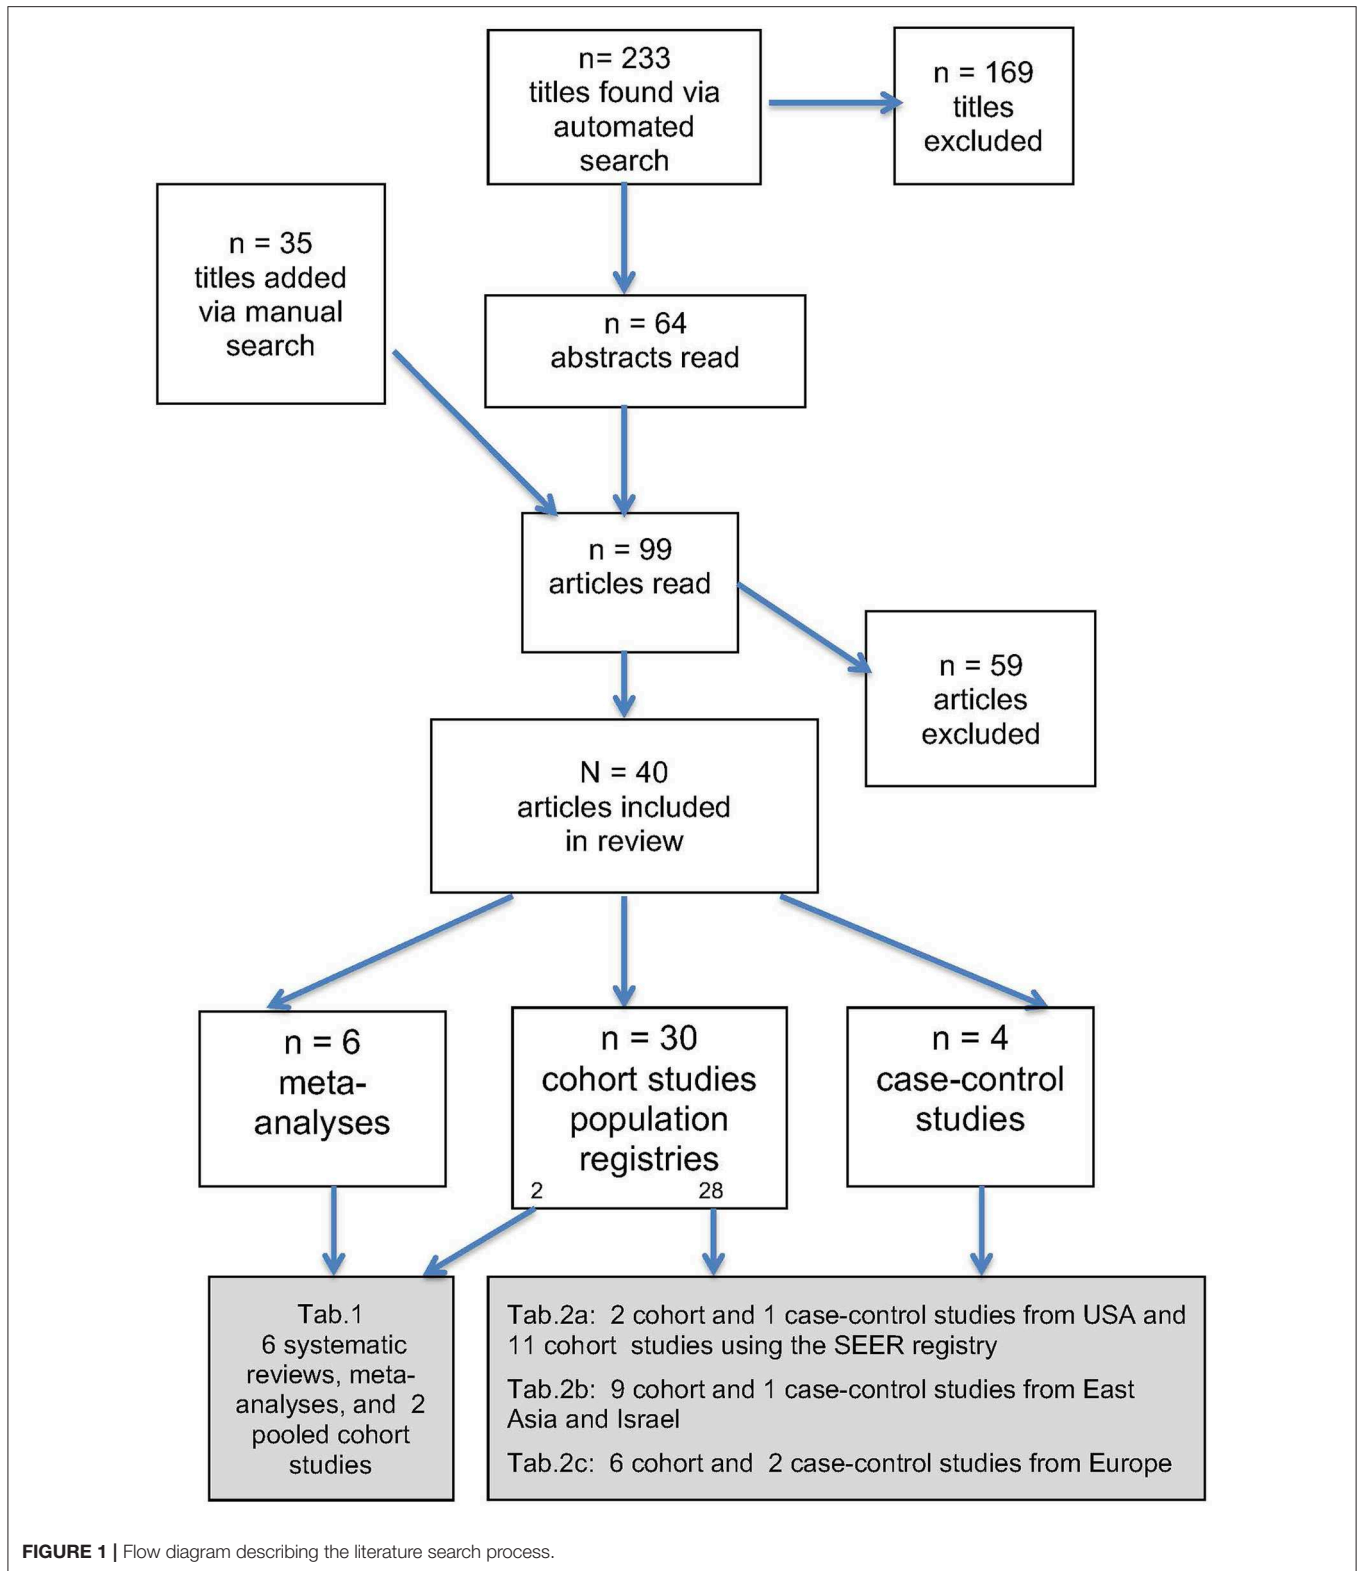 n= 233
titles found via
automated
search
n = 169
titles
excluded
n = 35
titles added
via manual
search
n = 64
abstracts read
n = 99
articles read
n = 59
articles
excluded
N = 40
articles included
in review
n = 6
meta-
analyses
n = 30
cohort studies
population
registries
2 28
n = 4
case-control
studies
Tab.1
6 systematic
reviews, meta-
analyses, and 2
pooled cohort
studies
Tab.2a: 2 cohort and 1 case-control studies from USA and
11 cohort studies using the SEER registry
Tab.2b: 9 cohort and 1 case-control studies from East
Asia and Israel
Tab.2c: 6 cohort and 2 case-control studies from Europe
FIGURE 1 | Flow diagram describing the literature search process.